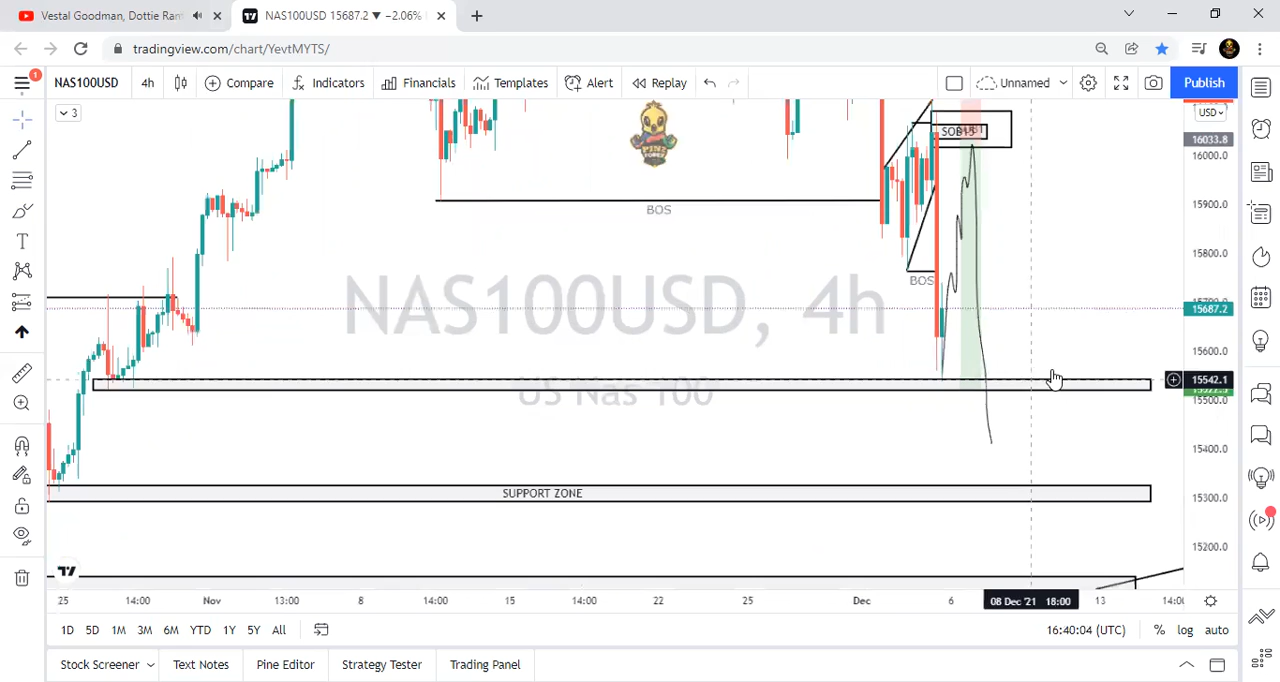 Vestal Goodman, Dottie Ram
NAS100USD 15687.2 ▼ −2.06%
tradingview.com/chart/YevtMYTS/
1
NAS100USD
4h
Compare
Indicators
Financials
Templates
Alert
Replay
Unnamed
Publish
3
USD
16033.8
16000.0
15900.0
15800.0
15687.2
15600.0
15542.1
15500.0
15400.0
15300.0
15200.0
BOS
BOS
NAS100USD, 4h
US Nas 100
SUPPORT ZONE
25
14:00
Nov
13:00
8
14:00
15
14:00
22
25
Dec
6
08 Dec '21 18:00
13
14:00
1D
5D
1M
3M
6M
YTD
1Y
5Y
All
16:40:04 (UTC)
%
log
auto
Stock Screener
Text Notes
Pine Editor
Strategy Tester
Trading Panel